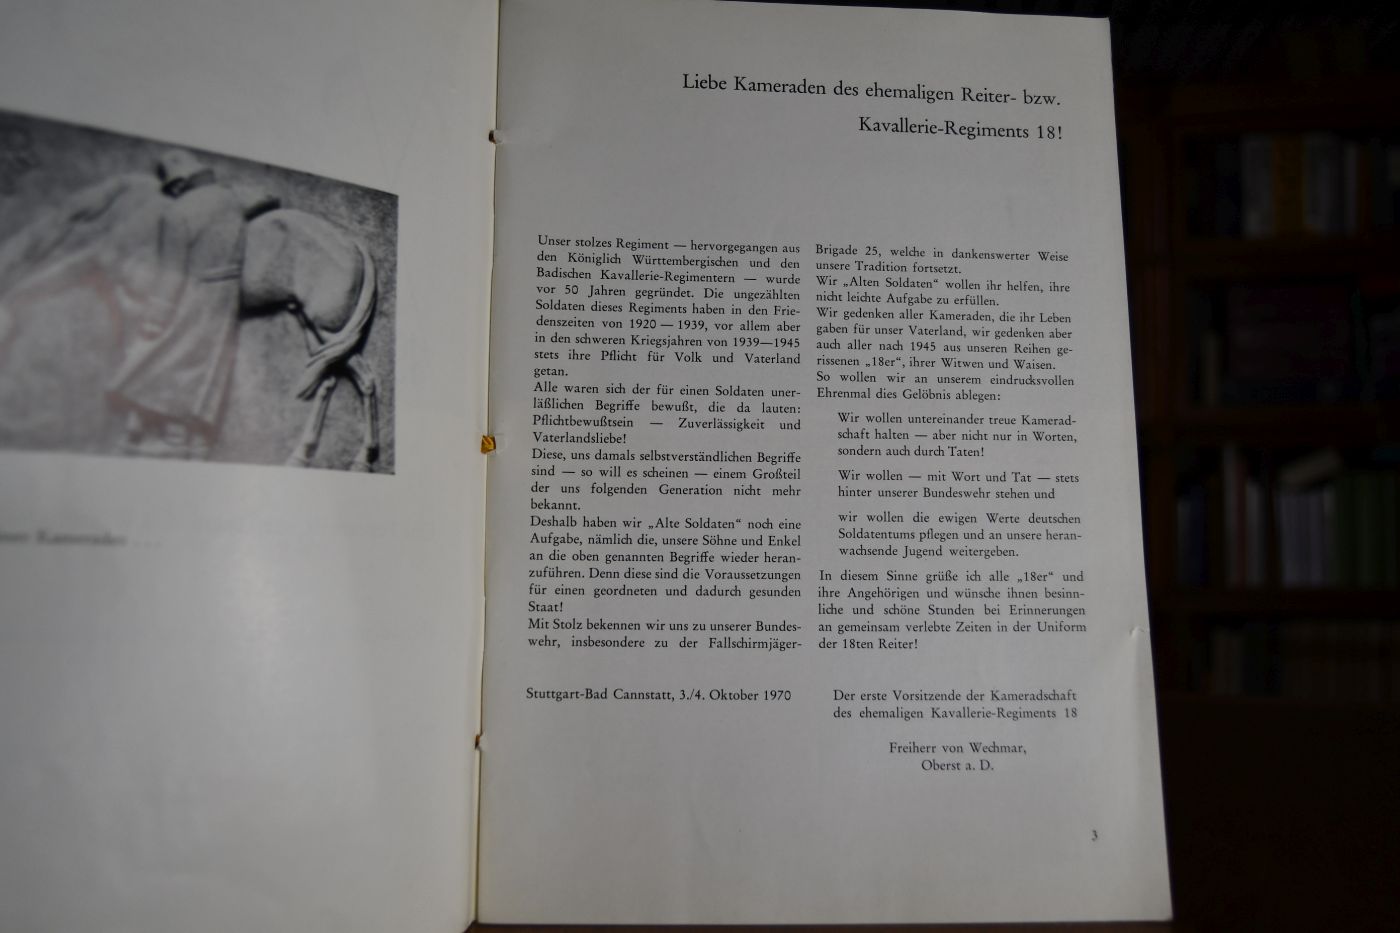 Kameraden ...
Liebe Kameraden des ehemaligen Reiter- bzw.
Kavallerie-Regiments 18!
Unser stolzes Regiment — hervorgegangen aus
den Königlich Württembergischen und den
Badischen Kavallerie-Regimentern — wurde
vor 50 Jahren gegründet. Die ungezählten
Soldaten dieses Regiments haben in den Frie-
denszeiten von 1920 — 1939, vor allem aber
in den schweren Kriegsjahren von 1939—1945
stets ihre Pflicht für Volk und Vaterland
getan.
Alle waren sich der für einen Soldaten uner-
läßlichen Begriffe bewußt, die da lauten:
Pflichtbewußtsein — Zuverlässigkeit und
Vaterlandsliebe!
Diese, uns damals selbstverständlichen Begriffe
sind — so will es scheinen — einem Großteil
der uns folgenden Generation nicht mehr
bekannt.
Deshalb haben wir „Alte Soldaten“ noch eine
Aufgabe, nämlich die, unsere Söhne und Enkel
an die oben genannten Begriffe wieder heran-
zuführen. Denn diese sind die Voraussetzungen
für einen geordneten und dadurch gesunden
Staat!
Mit Stolz bekennen wir uns zu unserer Bundes-
wehr, insbesondere zu der Fallschirmjäger-
Brigade 25, welche in dankenswerter Weise
unsere Tradition fortsetzt.
Wir „Alten Soldaten“ wollen ihr helfen, ihre
nicht leichte Aufgabe zu erfüllen.
Wir gedenken aller Kameraden, die ihr Leben
gaben für unser Vaterland, wir gedenken aber
auch aller nach 1945 aus unseren Reihen ge-
rissenen „18er“, ihrer Witwen und Waisen.
So wollen wir an unserem eindrucksvollen
Ehrenmal dies Gelöbnis ablegen:
Wir wollen untereinander treue Kamerad-
schaft halten — aber nicht nur in Worten,
sondern auch durch Taten!
Wir wollen — mit Wort und Tat — stets
hinter unserer Bundeswehr stehen und
wir wollen die ewigen Werte deutschen
Soldatentums pflegen und an unsere heran-
wachsende Jugend weitergeben.
In diesem Sinne grüße ich alle „18er“ und
ihre Angehörigen und wünsche ihnen besinn-
liche und schöne Stunden bei Erinnerungen
an gemeinsam verlebte Zeiten in der Uniform
der 18ten Reiter!
Stuttgart-Bad Cannstatt, 3./4. Oktober 1970
Der erste Vorsitzende der Kameradschaft
des ehemaligen Kavallerie-Regiments 18
Freiherr von Wechmar,
Oberst a. D.
3